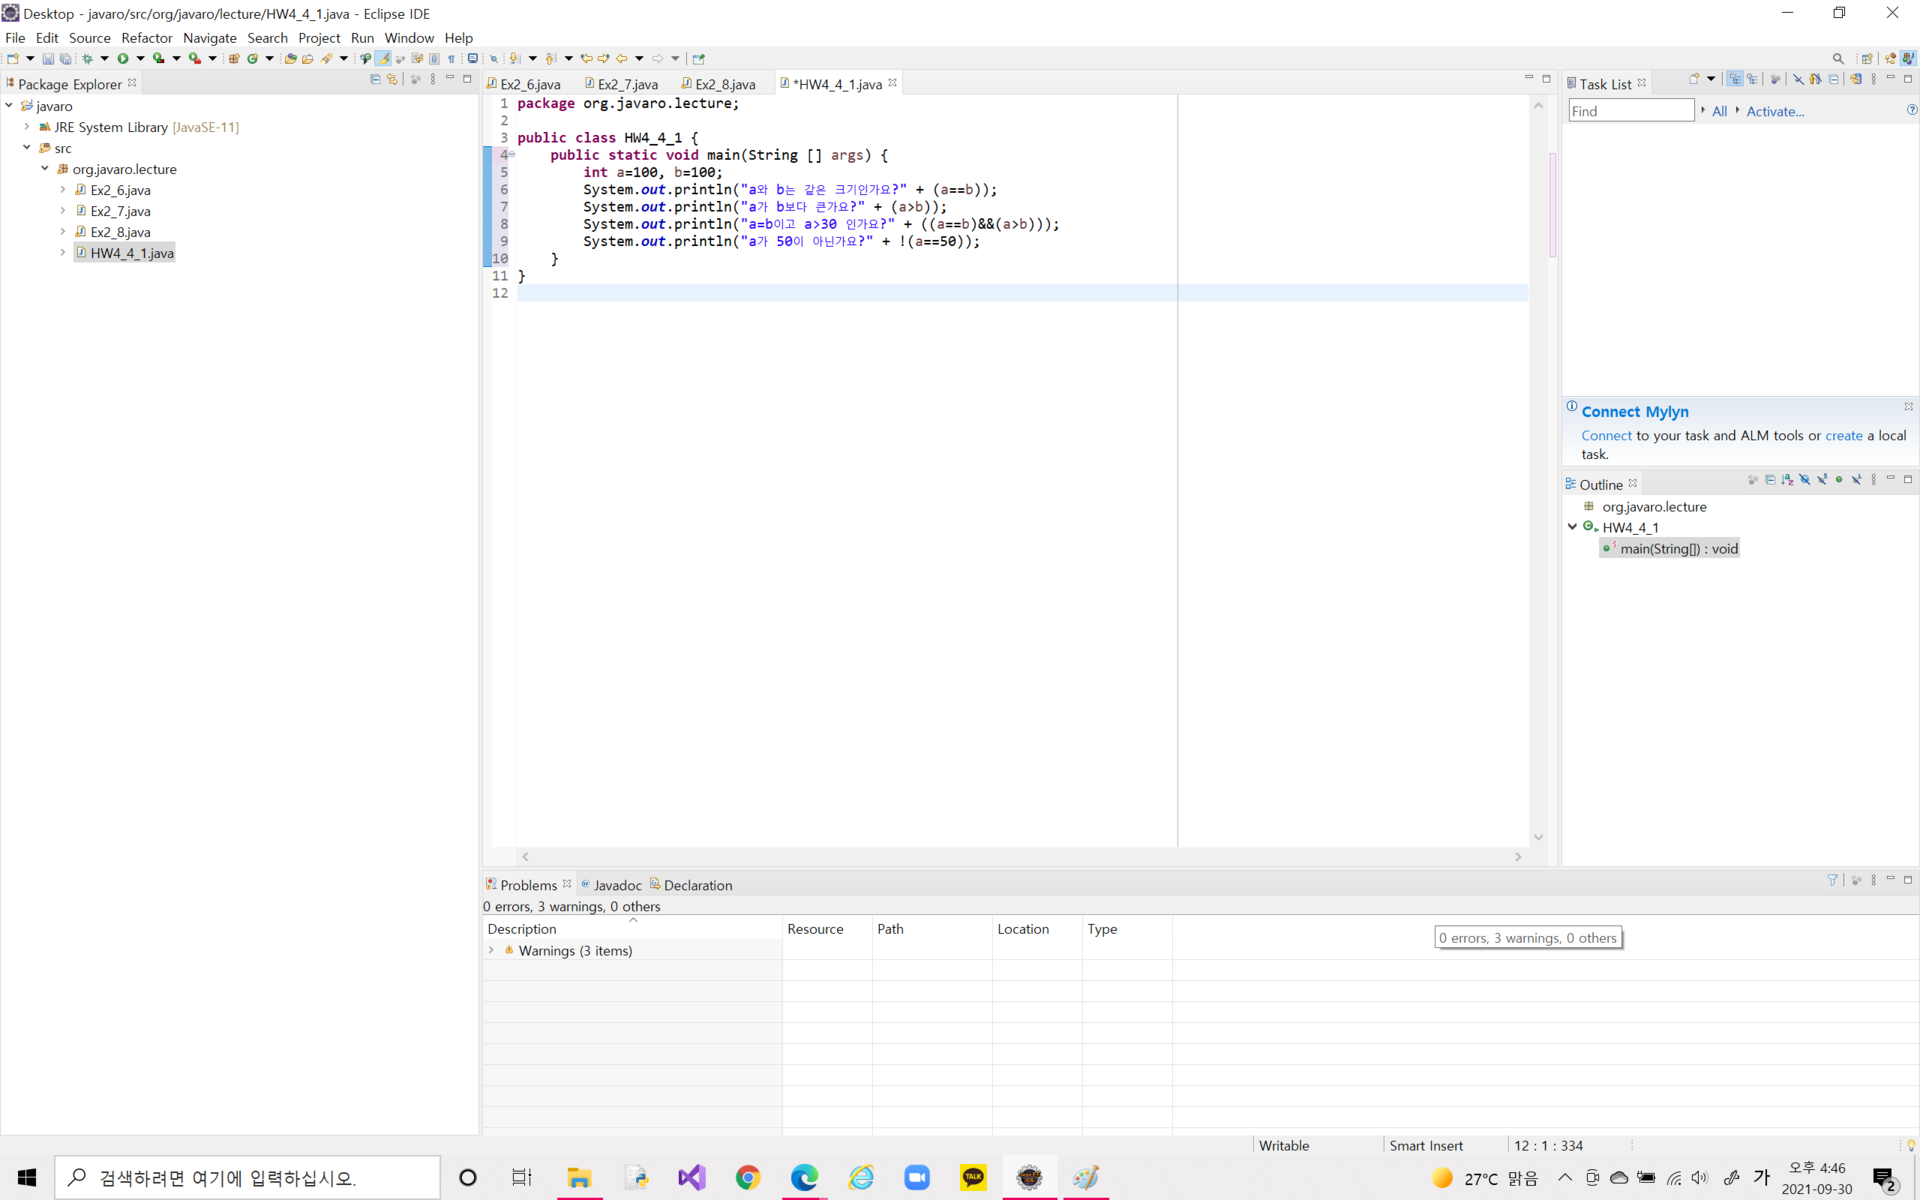 Desktop - javaro/src/org/javaro/lecture/HW4_4_1.java - Eclipse IDE
File Edit Source Refactor Navigate Search Project Run Window Help
Package Explorer
javaro
JRE System Library [JavaSE-11]
src
org.javaro.lecture
Ex2_6.java
Ex2_7.java
Ex2_8.java
HW4_4_1.java
Ex2_6.java Ex2_7.java Ex2_8.java *HW4_4_1.java
1 package org.javaro.lecture;
2
3 public class HW4_4_1 {
4 public static void main(String [] args) {
5 int a=100, b=100;
6 System.out.println("a와 b는 같은 크기인가요?" + (a==b));
7 System.out.println("a가 b보다 큰가요?" + (a>b));
8 System.out.println("a=b이고 a>30 인가요?" + ((a==b)&&(a>b)));
9 System.out.println("a가 50이 아닌가요?" + !(a==50));
10 }
11 }
12
Task List
Find All Activate...
Connect Mylyn
Connect to your task and ALM tools or create a local
task.
Outline
org.javaro.lecture
HW4_4_1
main(String[]) : void
Problems Javadoc Declaration
0 errors, 3 warnings, 0 others
Description Resource Path Location Type
Warnings (3 items)
0 errors, 3 warnings, 0 others
Writable Smart Insert 12 : 1 : 334
검색하려면 여기에 입력하십시오.
TALK
27°C 맑음
가
오후 4:46
2021-09-30
2